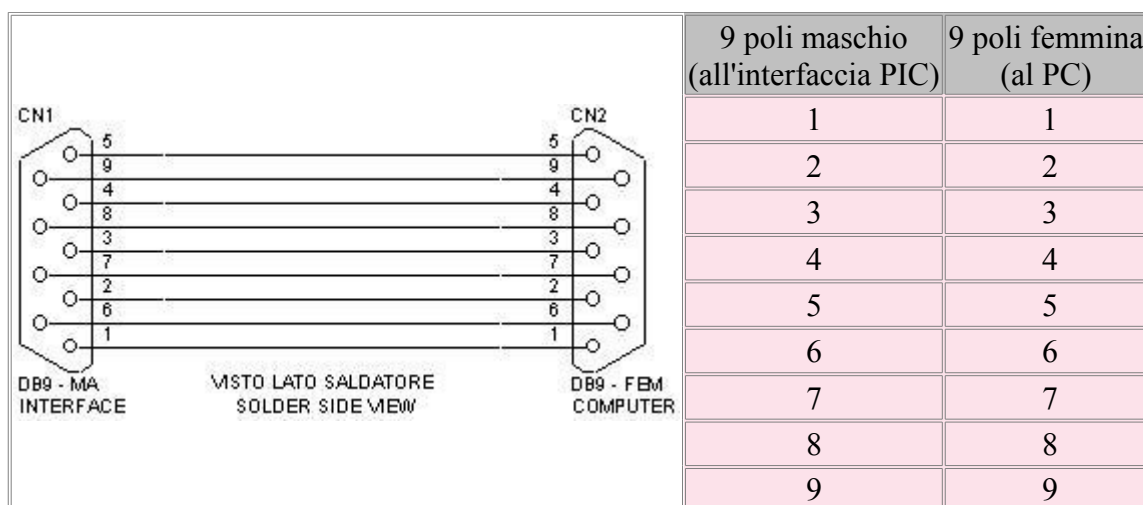 CN1
5
9
4
8
3
7
2
6
1
DB9 - MA
INTERFACE
VISTO LATO SALDATORE
SOLDER SIDE VIEW
CN2
5
9
4
8
3
7
2
6
1
DB9 - FEM
COMPUTER
9 poli maschio 9 poli femmina
(all'interfaccia PIC) (al PC)
1 1
2 2
3 3
4 4
5 5
6 6
7 7
8 8
9 9